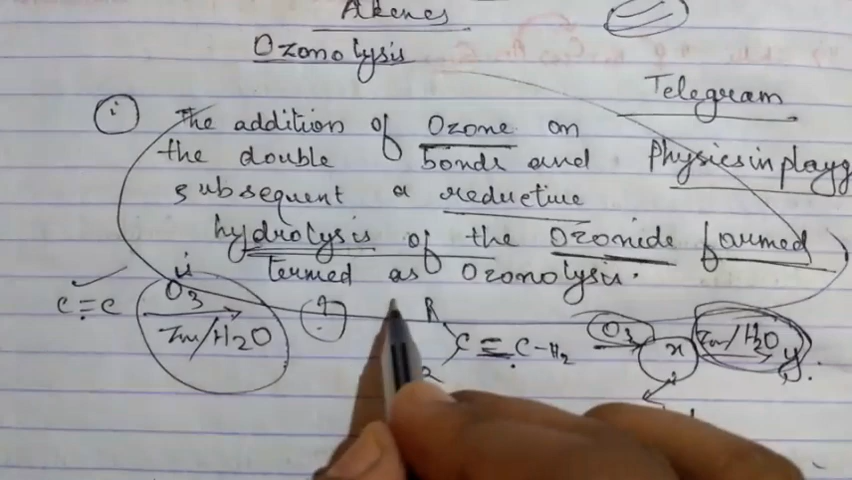 Alkenes
Ozonolysis
Telegram
Physicsinplayg
i The addition of Ozone on
the double bonds and
subsequent a reductive
hydrolysis of the Ozonide formed
is termed as Ozonolysis.
C=C O3 Zn/H2O
R C=C-H2 O3 x Zn/H2O y.